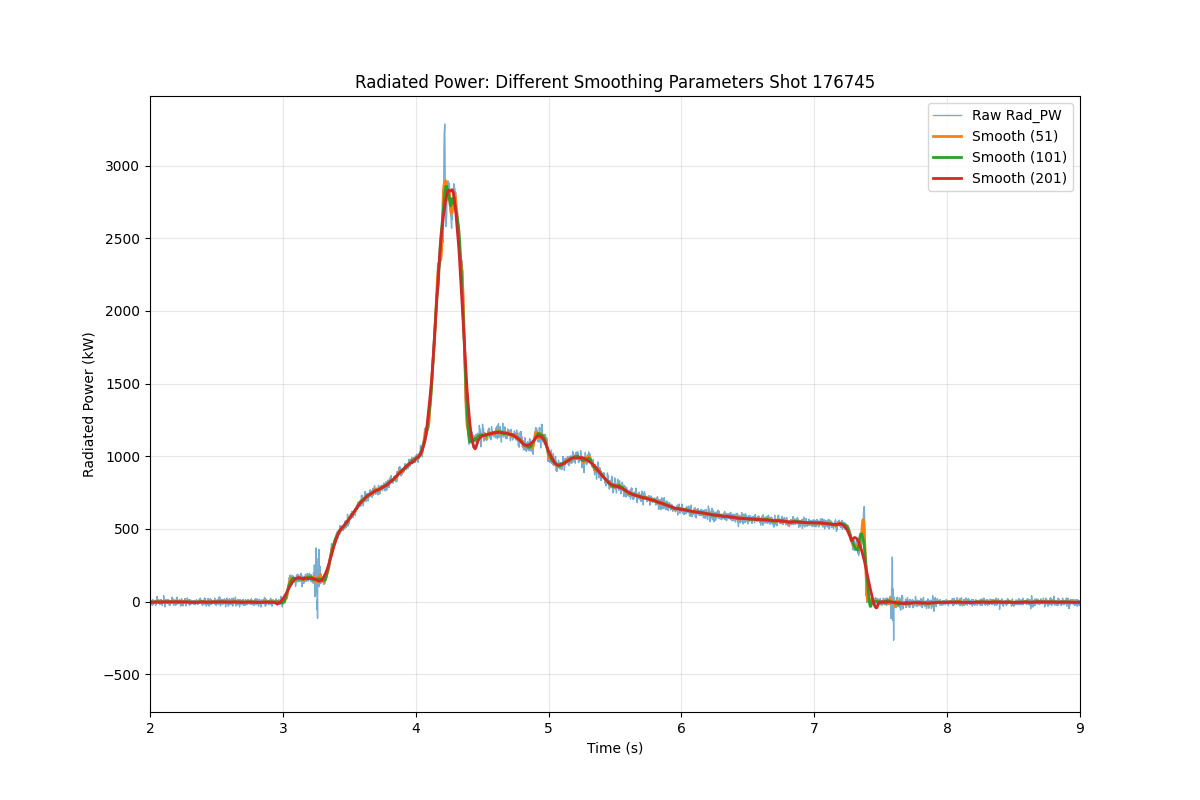 Radiated Power: Different Smoothing Parameters Shot 176745
Raw Rad_PW
Smooth (51)
Smooth (101)
Smooth (201)
Radiated Power (kW)
3000
2500
2000
1500
1000
500
0
−500
2 3 4 5 6 7 8 9
Time (s)